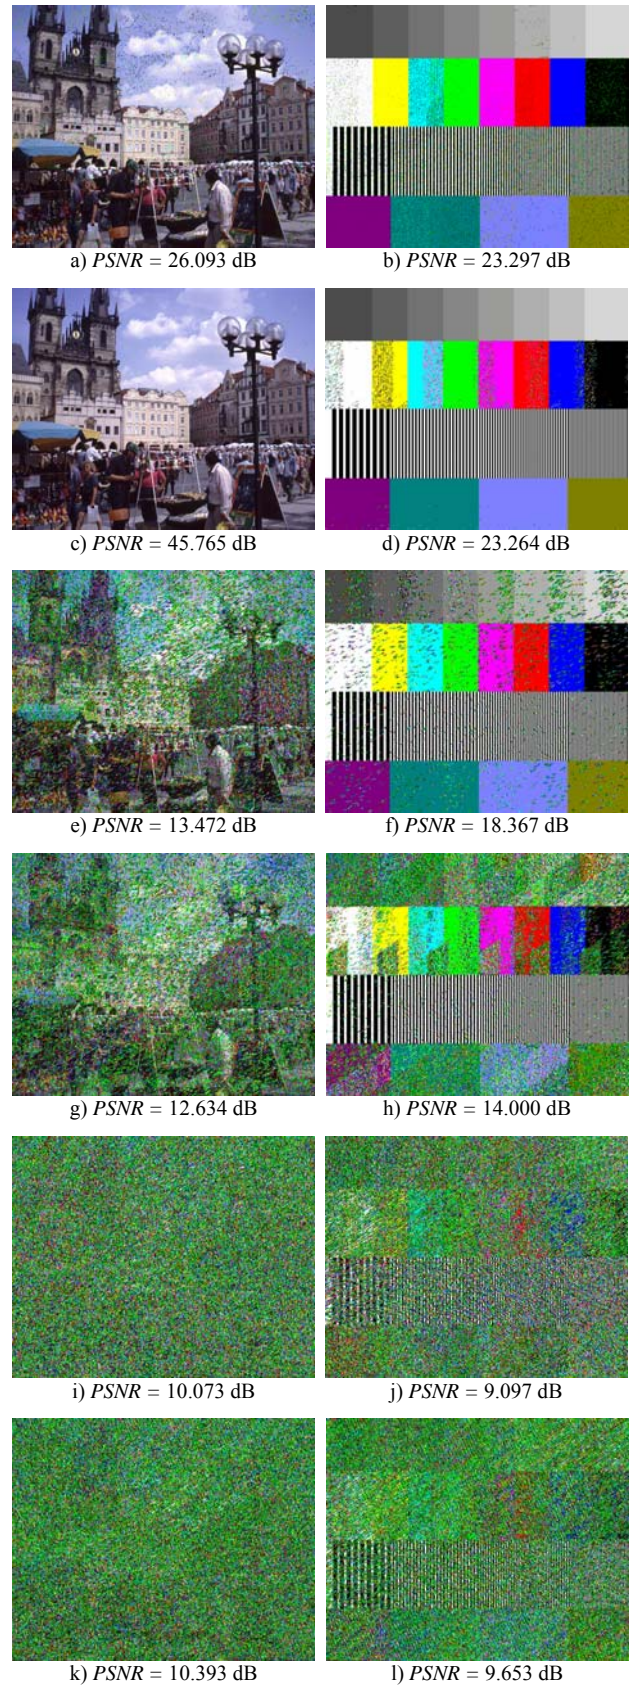 a) PSNR = 26.093 dB
b) PSNR = 23.297 dB
c) PSNR = 45.765 dB
d) PSNR = 23.264 dB
e) PSNR = 13.472 dB
f) PSNR = 18.367 dB
g) PSNR = 12.634 dB
h) PSNR = 14.000 dB
i) PSNR = 10.073 dB
j) PSNR = 9.097 dB
k) PSNR = 10.393 dB
l) PSNR = 9.653 dB